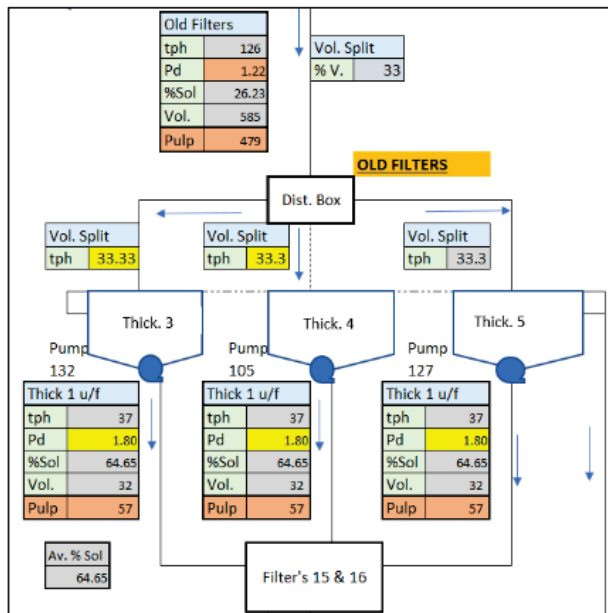 Old Filters
tph 126
Pd 1.22
%Sol 26.23
Vol. 585
Pulp 479
Vol. Split
% V. 33
OLD FILTERS
Dist. Box
Vol. Split
tph 33.33
Vol. Split
tph 33.3
Vol. Split
tph 33.3
Thick. 3
Thick. 4
Thick. 5
Pump
132
Pump
105
Pump
127
Thick 1 u/f
tph 37
Pd 1.80
%Sol 64.65
Vol. 32
Pulp 57
Thick 1 u/f
tph 37
Pd 1.80
%Sol 64.65
Vol. 32
Pulp 57
Thick 1 u/f
tph 37
Pd 1.80
%Sol 64.65
Vol. 32
Pulp 57
Av. % Sol
64.65
Filter's 15 & 16